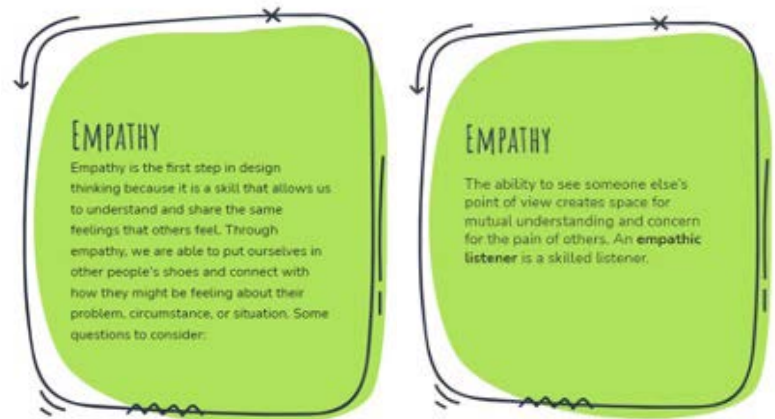 EMPATHY
Empathy is the first step in design
thinking because it is a skill that allows us
to understand and share the same
feelings that others feel. Through
empathy, we are able to put ourselves in
other people's shoes and connect with
how they might be feeling about their
problem, circumstance, or situation. Some
questions to consider:
EMPATHY
The ability to see someone else's
point of view creates space for
mutual understanding and concern
for the pain of others. An empathic
listener is a skilled listener.